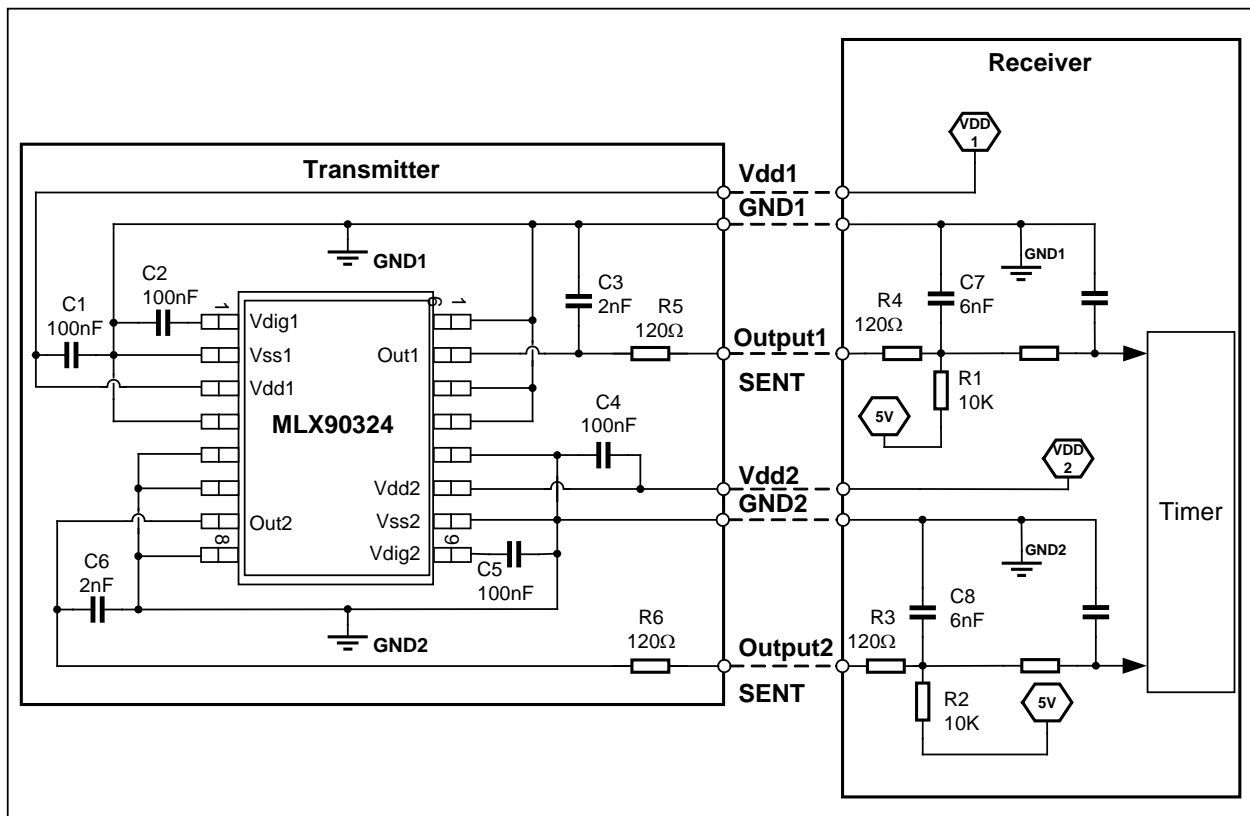 Receiver
VDD
1
Transmitter
Vdd1
GND1
GND1
GND1
C2
100nF
C1
100nF
C3
2nF
R5
120Ω
C7
6nF
R4
120Ω
1
16
Vdig1
Vss1
Out1
Vdd1
Output1
SENT
R1
10K
5V
MLX90324
C4
100nF
VDD
2
Vdd2
Vdd2
GND2
Out2
Vss2
8
9
Vdig2
C5
100nF
C6
2nF
GND2
GND2
C8
6nF
R3
120Ω
R6
120Ω
Output2
SENT
R2
10K
5V
Timer